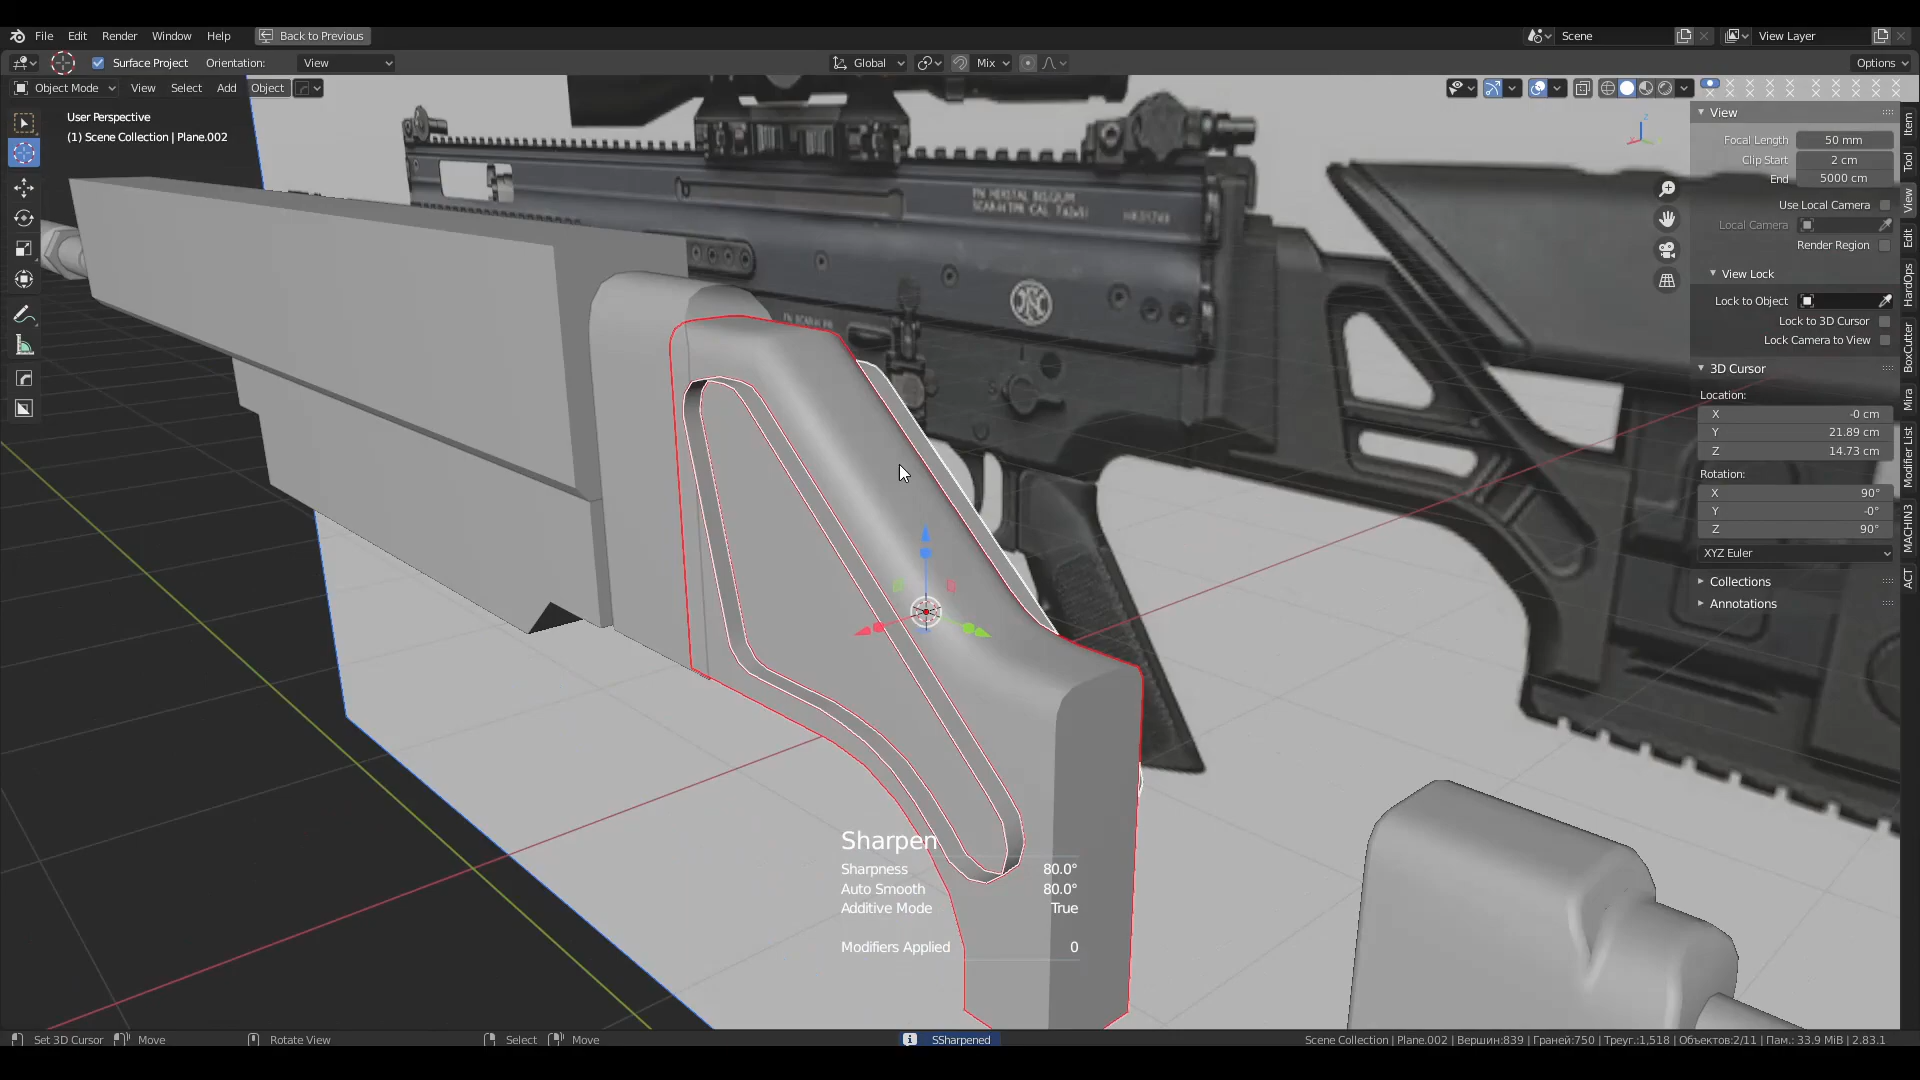 File Edit Render Window Help Back to Previous Scene View Layer
Surface Project Orientation: View Global Mix Options
Object Mode View Select Add Object
User Perspective
(1) Scene Collection | Plane.002
View
Focal Length 50 mm
Clip Start 2 cm
End 5000 cm
Use Local Camera
Local Camera
Render Region
View Lock
Lock to Object
Lock to 3D Cursor
Lock Camera to View
3D Cursor
Location:
X -0 cm
Y 21.89 cm
Z 14.73 cm
Rotation:
X 90°
Y -0°
Z 90°
XYZ Euler
Collections
Annotations
Item
Tool
View
Edit
HardOps
BoxCutter
Mira
Modifier List
MACHIN3
ACT
FN HERSTAL BELGIUM
FN
Z
Sharpen
Sharpness 80.0°
Auto Smooth 80.0°
Additive Mode True
Modifiers Applied 0
Set 3D Cursor Move Rotate View Select Move SSharpened Scene Collection | Plane.002 | Вершин:839 | Граней:750 | Треуг.:1,518 | Объектов:2/11 | Пам.: 33.9 MiB | 2.83.1